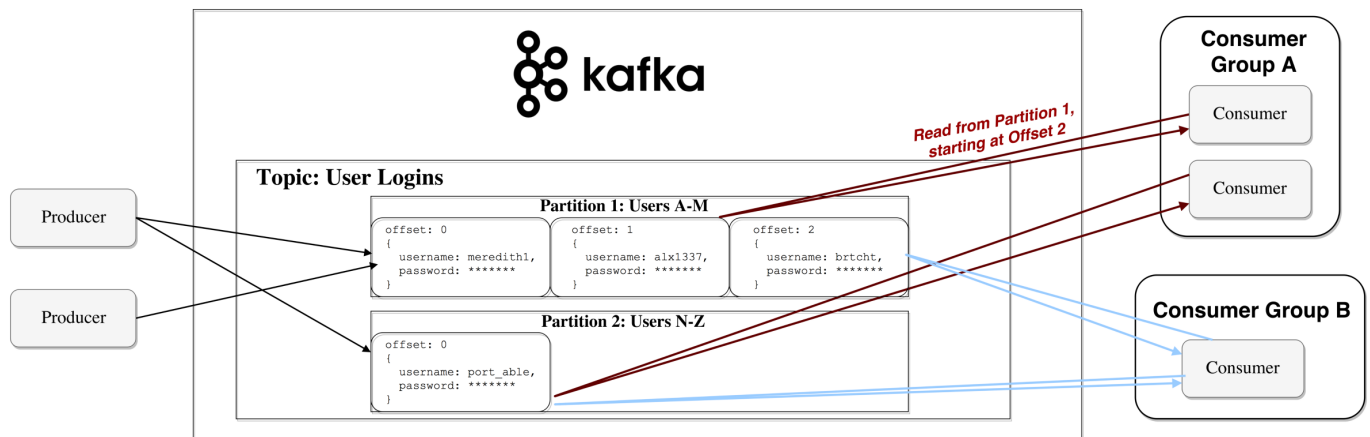 kafka
Consumer
Group A
Consumer
Consumer
Read from Partition 1,
starting at Offset 2
Topic: User Logins
Producer
Producer
Partition 1: Users A-M
offset: 0
{
username: meredith1,
password: *******
}
offset: 1
{
username: a1x1337,
password: *******
}
offset: 2
{
username: brtcht,
password: *******
}
Partition 2: Users N-Z
offset: 0
{
username: port_able,
password: *******
}
Consumer Group B
Consumer